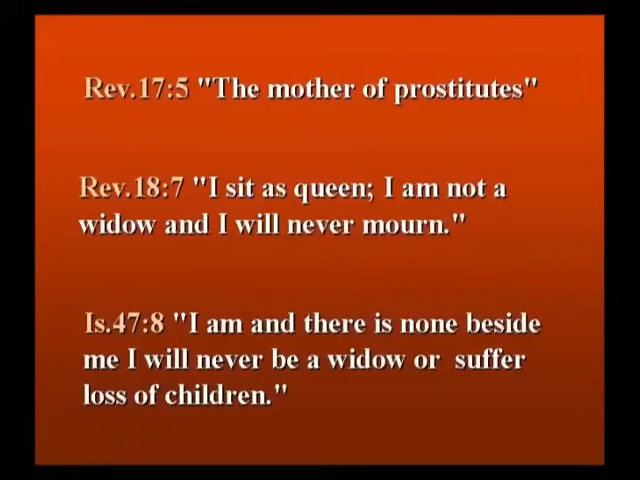 Rev.17:5 "The mother of prostitutes"
Rev.18:7 "I sit as queen; I am not a
widow and I will never mourn."
Is.47:8 "I am and there is none beside
me I will never be a widow or  suffer
loss of children."